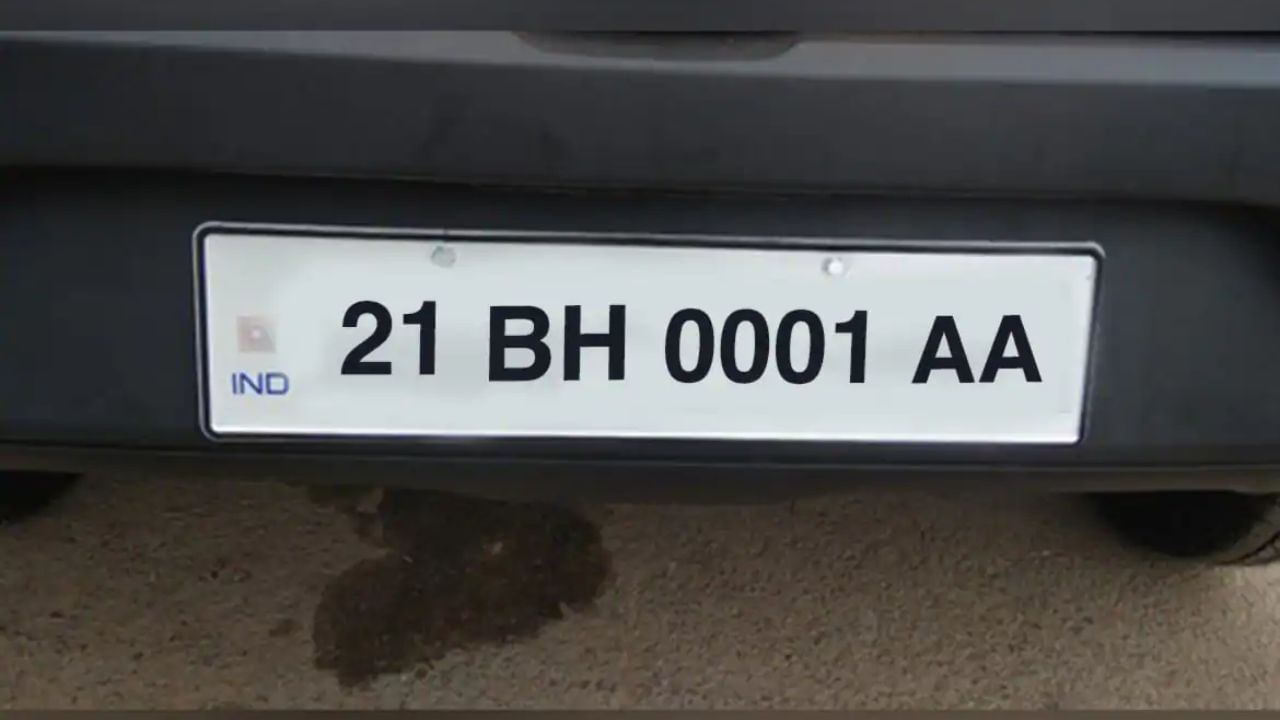 IND
21 BH 0001 AA